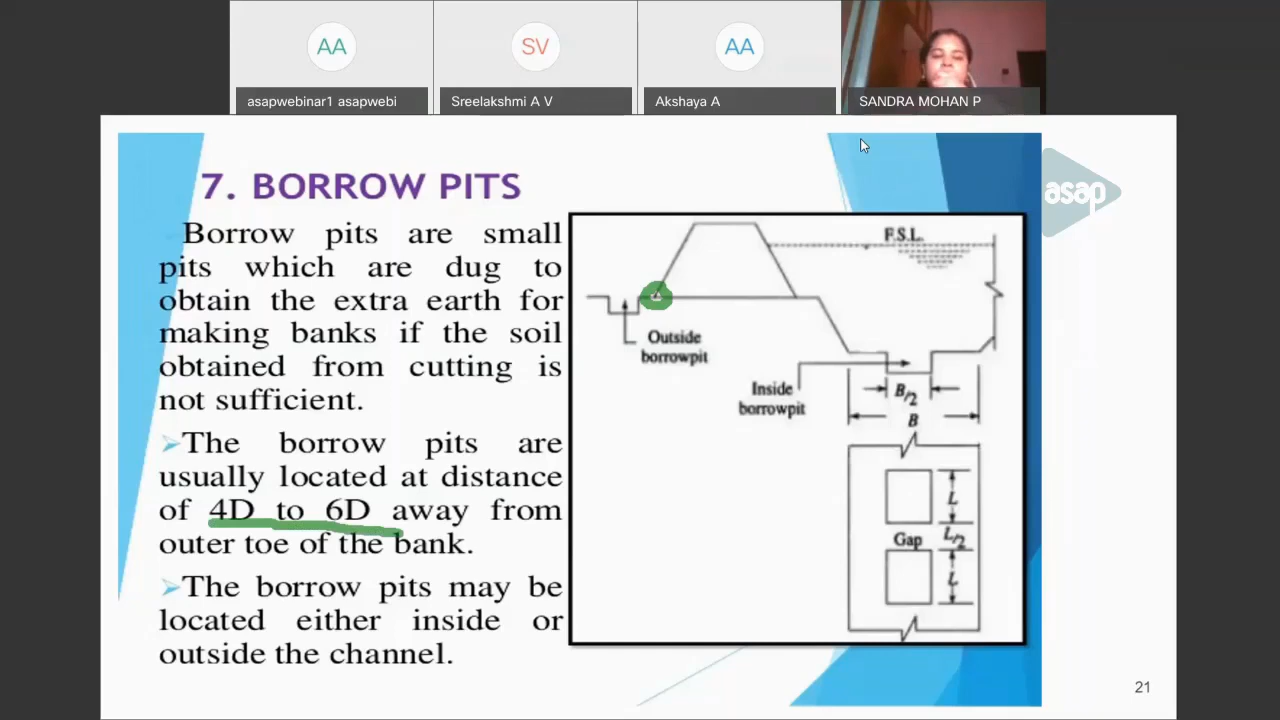 AA
SV
AA
asapwebinar1 asapwebi
Sreelakshmi A V
Akshaya A
SANDRA MOHAN P
asap
7. BORROW PITS
Borrow pits are small
pits which are dug to
obtain the extra earth for
making banks if the soil
obtained from cutting is
not sufficient.
The borrow pits are
usually located at distance
of 4D to 6D away from
outer toe of the bank.
The borrow pits may be
located either inside or
outside the channel.
F.S.L.
Outside
borrowpit
Inside
borrowpit
B/2
B
L
Gap L/2
L
21